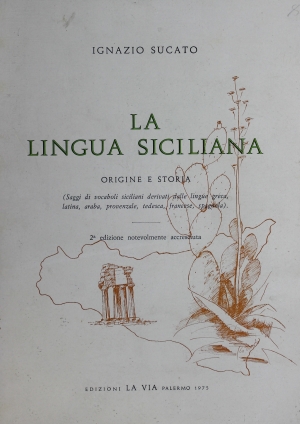 IGNAZIO SUCATO
LA
LINGUA SICILIANA
ORIGINE E STORIA
(Saggi di vocaboli siciliani derivati dalle lingue greca,
latina, araba, provenzale, tedesca, francese, spagnola).
2ª edizione notevolmente accresciuta
EDIZIONI LA VIA PALERMO 1975